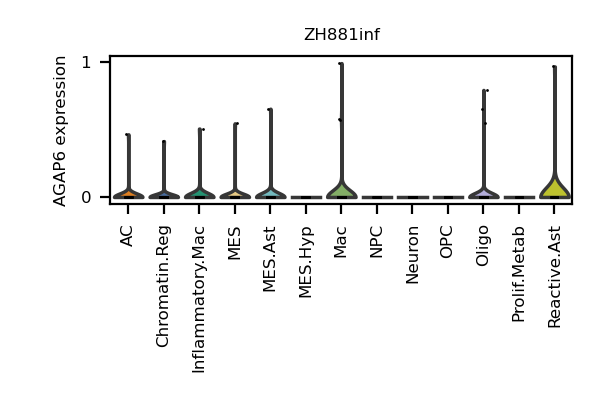 ZH881inf
AGAP6 expression
1
0
AC
Chromatin.Reg
Inflammatory.Mac
MES
MES.Ast
MES.Hyp
Mac
NPC
Neuron
OPC
Oligo
Prolif.Metab
Reactive.Ast